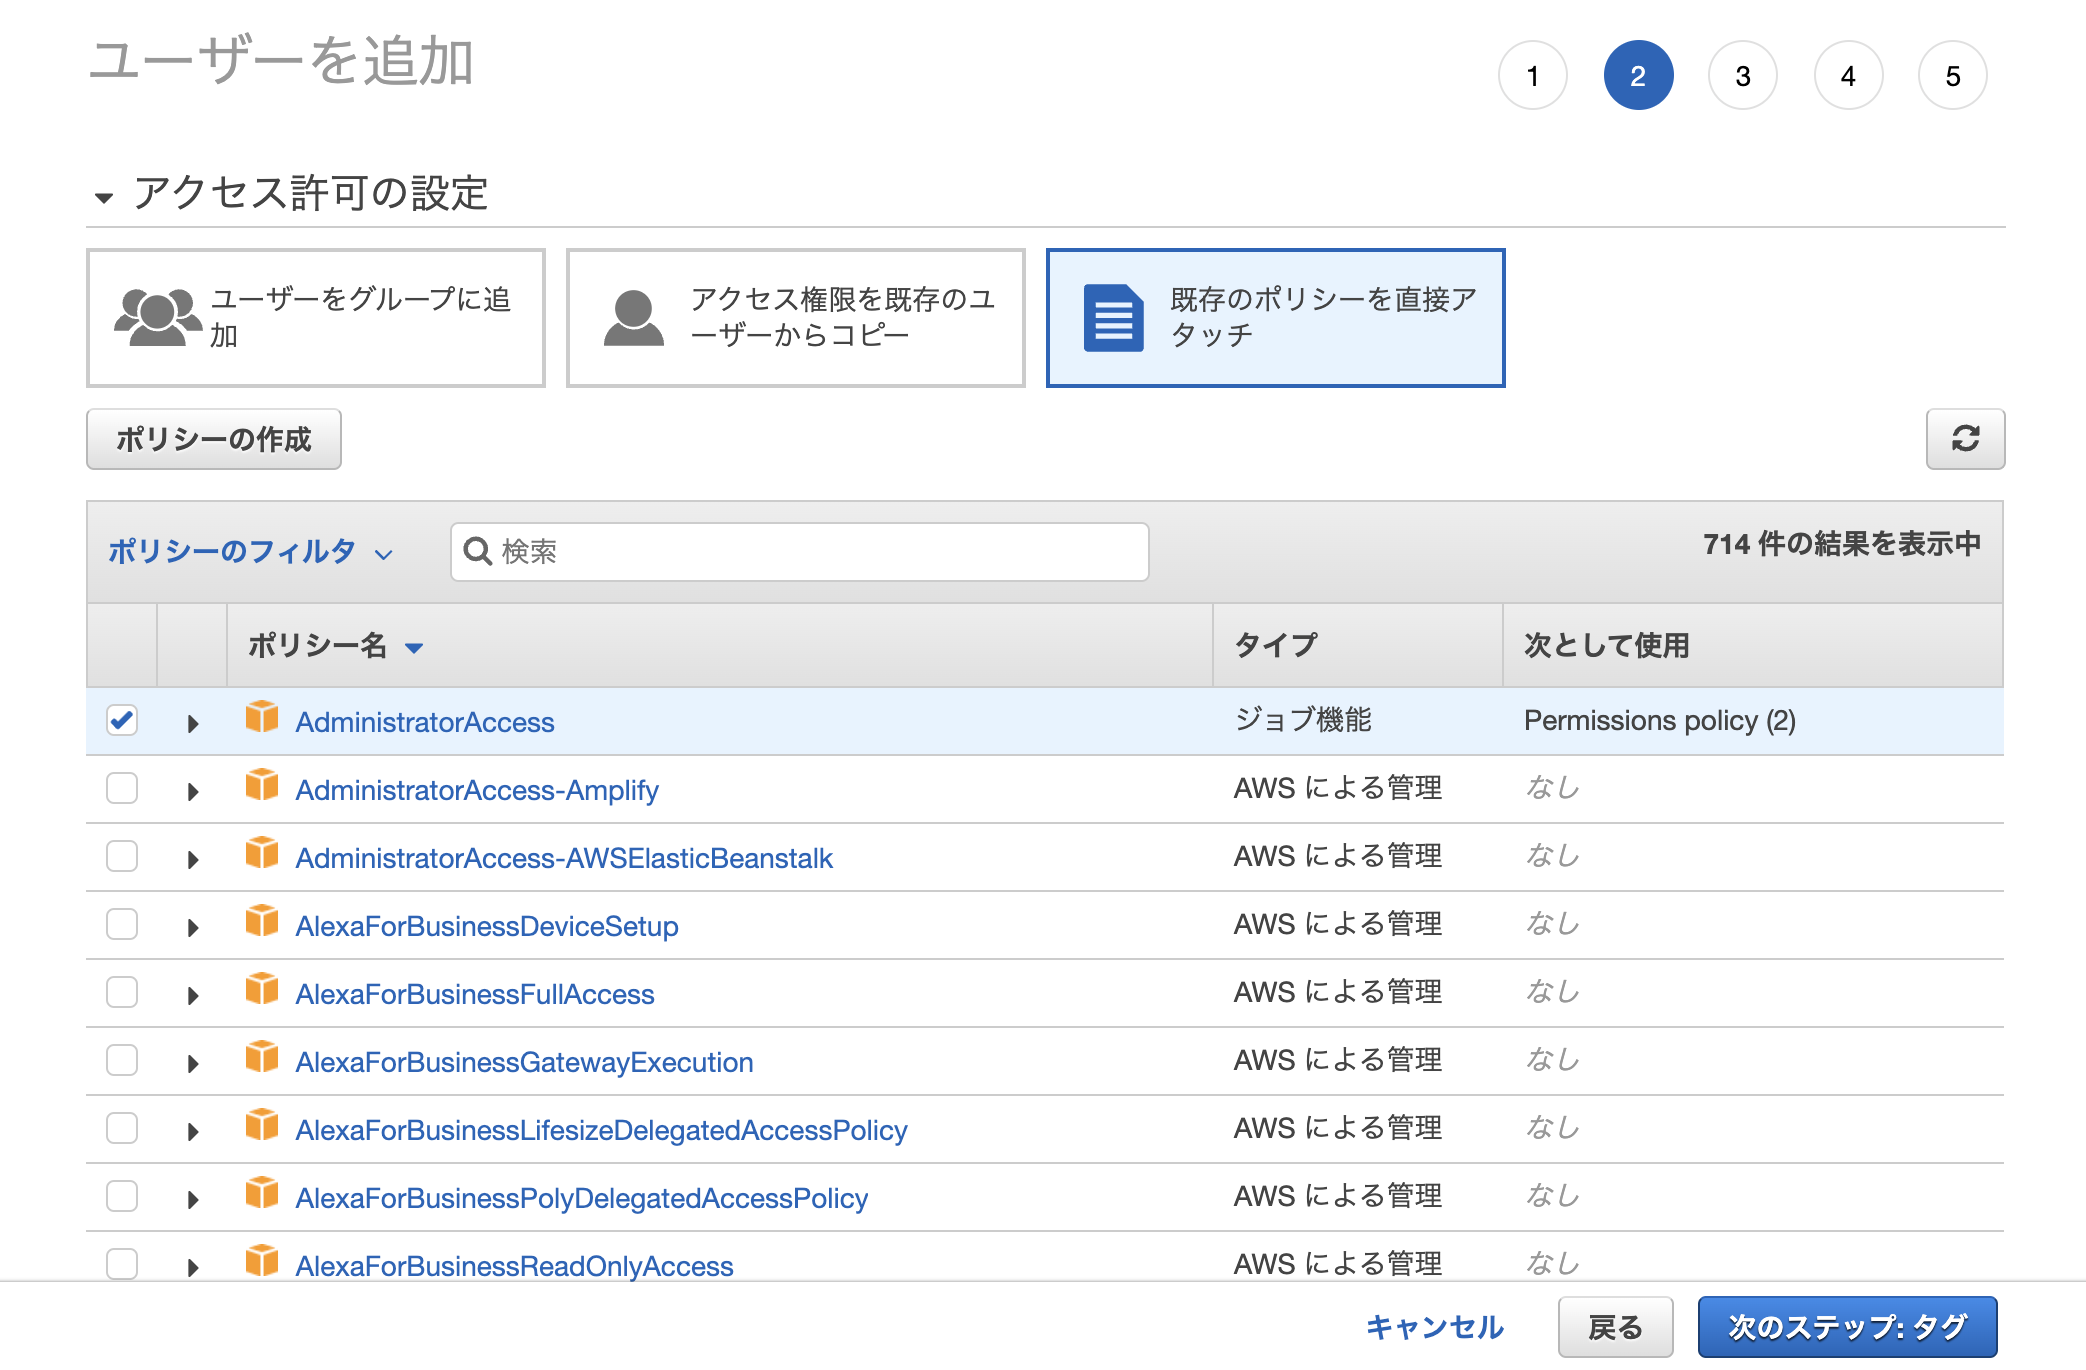 ユーザーを追加
1 2 3 4 5
アクセス許可の設定
ユーザーをグループに追
加
アクセス権限を既存のユ
ーザーからコピー
既存のポリシーを直接ア
タッチ
ポリシーの作成
ポリシーのフィルタ 検索 714 件の結果を表示中
ポリシー名 タイプ 次として使用
AdministratorAccess ジョブ機能 Permissions policy (2)
AdministratorAccess-Amplify AWS による管理 なし
AdministratorAccess-AWSElasticBeanstalk AWS による管理 なし
AlexaForBusinessDeviceSetup AWS による管理 なし
AlexaForBusinessFullAccess AWS による管理 なし
AlexaForBusinessGatewayExecution AWS による管理 なし
AlexaForBusinessLifesizeDelegatedAccessPolicy AWS による管理 なし
AlexaForBusinessPolyDelegatedAccessPolicy AWS による管理 なし
AlexaForBusinessReadOnlyAccess AWS による管理 なし
キャンセル 戻る 次のステップ: タグ